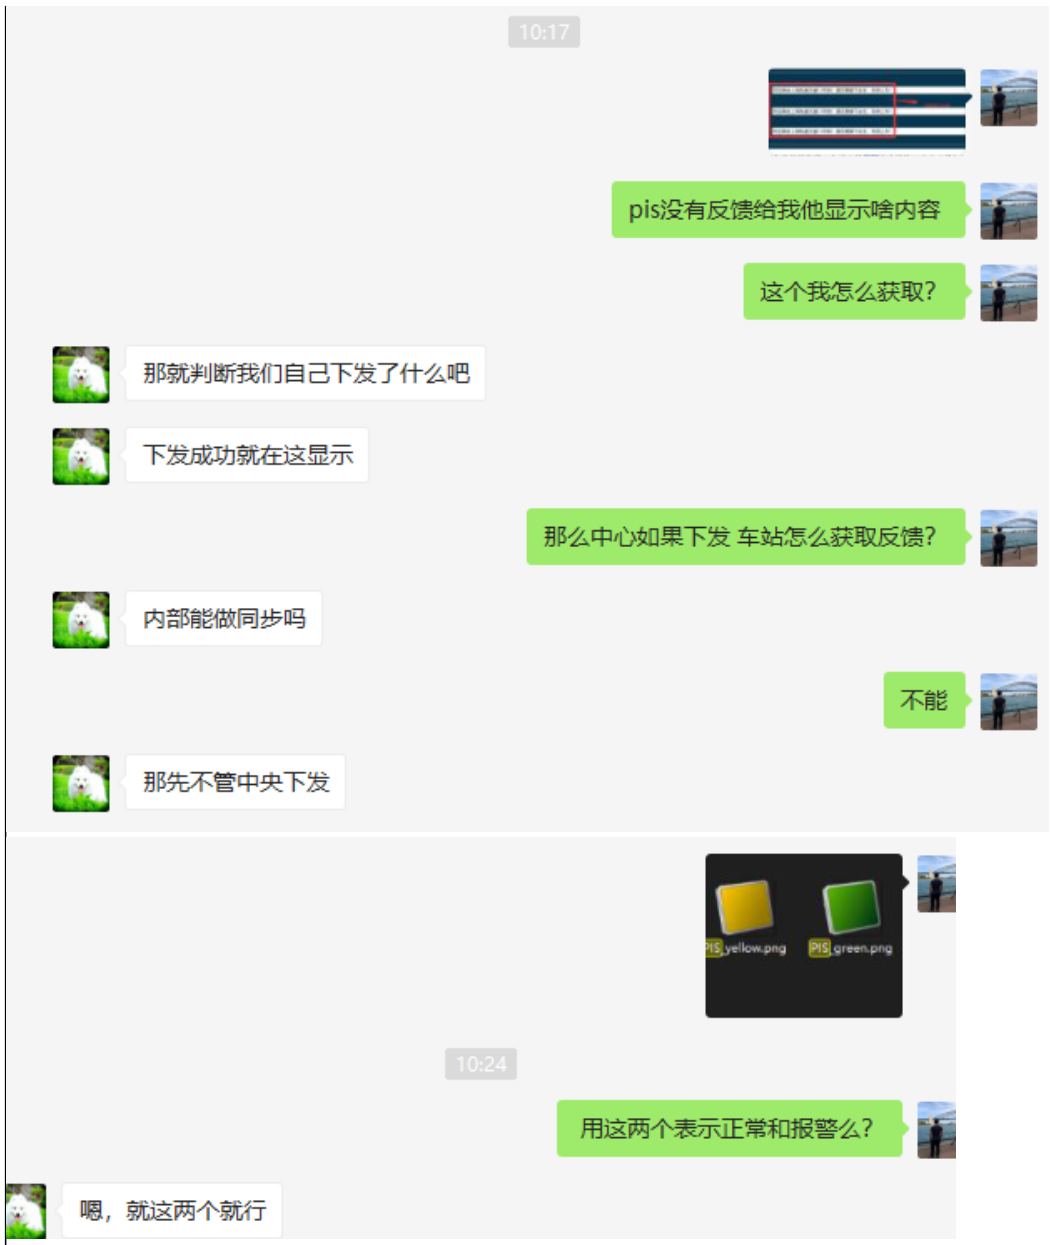 10:17
pis没有反馈给我他显示啥内容
这个我怎么获取?
那就判断我们自己下发了什么吧
下发成功就在这显示
那么中心如果下发 车站怎么获取反馈?
内部能做同步吗
不能
那先不管中央下发
PIS_yellow.png PIS_green.png
10:24
用这两个表示正常和报警么?
嗯，就这两个就行